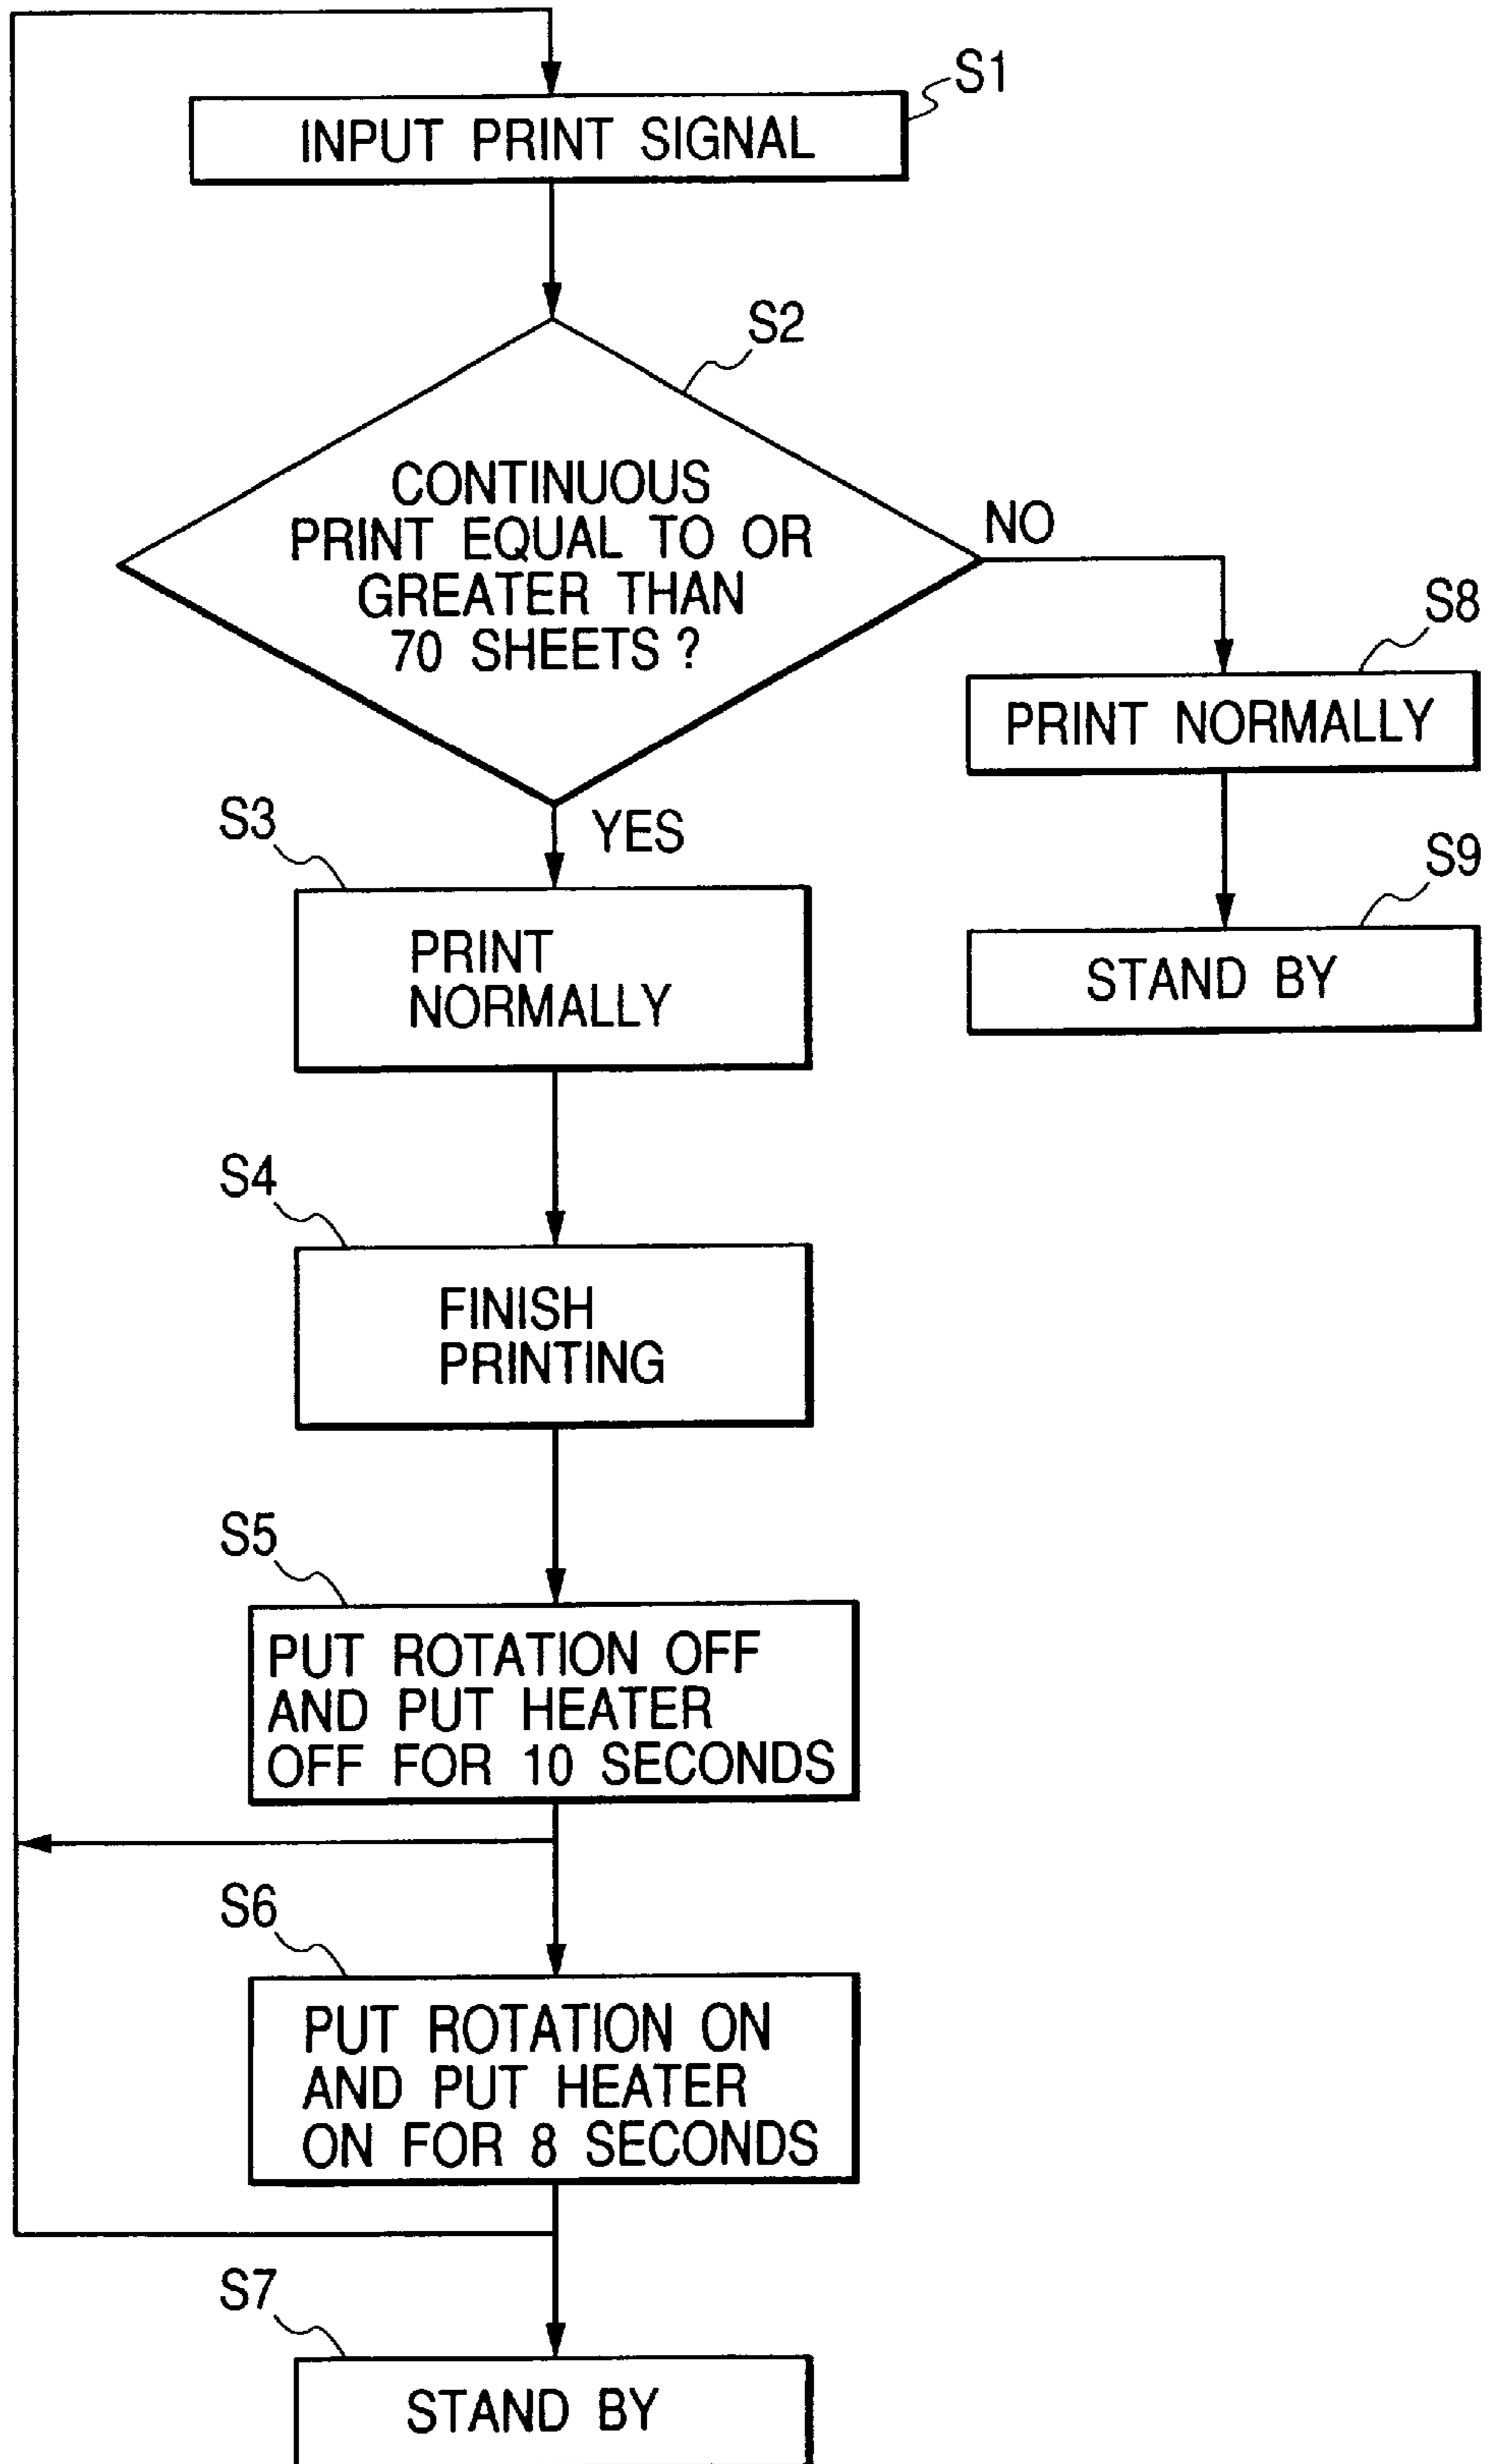 S1
INPUT PRINT SIGNAL
S2
CONTINUOUS
PRINT EQUAL TO OR
GREATER THAN
70 SHEETS ?
NO
S8
PRINT NORMALLY
YES
S3
S9
STAND BY
PRINT
NORMALLY
S4
FINISH
PRINTING
S5
PUT ROTATION OFF
AND PUT HEATER
OFF FOR 10 SECONDS
S6
PUT ROTATION ON
AND PUT HEATER
ON FOR 8 SECONDS
S7
STAND BY